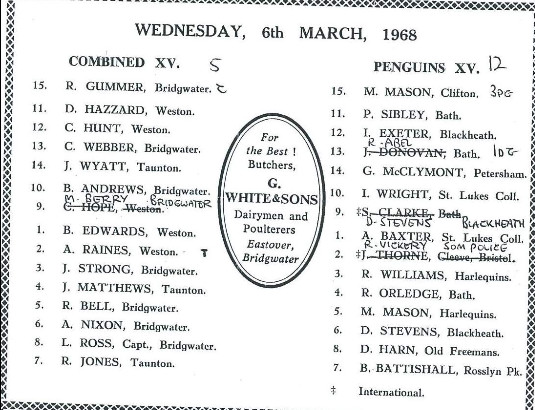 WEDNESDAY, 6th MARCH, 1968
COMBINED XV. 5
15. R. GUMMER, Bridgwater. C
11. D. HAZZARD, Weston.
12. C. HUNT, Weston.
13. C. WEBBER, Bridgwater.
14. J. WYATT, Taunton.
10. B. ANDREWS, Bridgwater.
M. BERRY BRIDGWATER
9. C. HOPE, Weston.
1. B. EDWARDS, Weston.
2. A. RAINES, Weston. T
3. J. STRONG, Bridgwater.
4. J. MATTHEWS, Taunton.
5. R. BELL, Bridgwater.
6. A. NIXON, Bridgwater.
8. L. ROSS, Capt., Bridgwater.
7. R. JONES, Taunton.
For
the Best !
Butchers,
G.
WHITE & SONS
Dairymen and
Poulterers
Eastover,
Bridgwater
PENGUINS XV. 12
15. M. MASON, Clifton. 3PG
11. P. SIBLEY, Bath.
12. I. EXETER, Blackheath.
R. ABEL
13. J. DONOVAN, Bath. 1DG
14. G. McCLYMONT, Petersham.
10. I. WRIGHT, St. Lukes Coll.
9. ‡S. CLARKE, Bath
D. STEVENS BLACKHEATH
1. A. BAXTER, St. Lukes Coll.
R. VICKERY SOM POLICE
2. ‡J. THORNE, Cleeve, Bristol.
3. R. WILLIAMS, Harlequins.
4. R. ORLEDGE, Bath.
5. M. MASON, Harlequins.
6. D. STEVENS, Blackheath.
8. D. HARN, Old Freemans.
7. B. BATTISHALL, Rosslyn Pk.
‡ International.